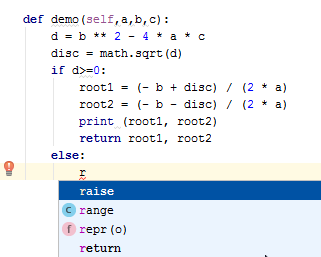 def demo(self,a,b,c):
    d = b ** 2 - 4 * a * c
    disc = math.sqrt(d)
    if d>=0:
        root1 = (- b + disc) / (2 * a)
        root2 = (- b - disc) / (2 * a)
        print (root1, root2)
        return root1, root2
    else:
        r
raise
c range
f repr(o)
return